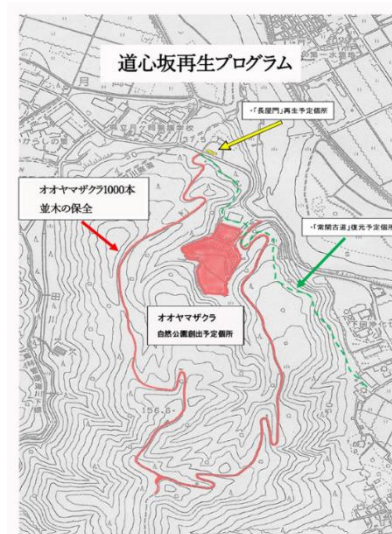 道心坂再生プログラム
・「長屋門」再生予定個所
オオヤマザクラ1000本
並木の保全
・「常関古道」復元予定個所
オオヤマザクラ
自然公園創出予定個所
156.6